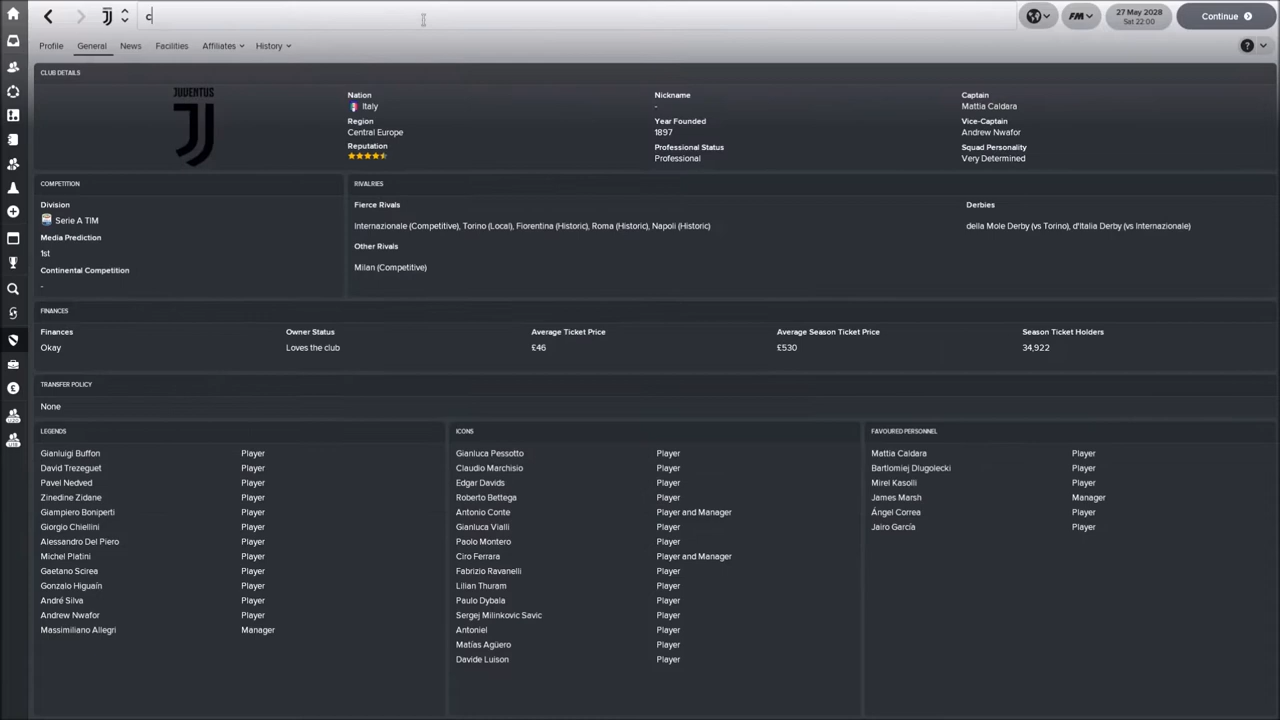 c
FM
27 May 2028
Sat 22:00
Continue
Profile
General
News
Facilities
Affiliates
History
?
CLUB DETAILS
JUVENTUS
Nation
Italy
Region
Central Europe
Reputation
Nickname
-
Year Founded
1897
Professional Status
Professional
Captain
Mattia Caldara
Vice-Captain
Andrew Nwafor
Squad Personality
Very Determined
COMPETITION
Division
Serie A TIM
Media Prediction
1st
Continental Competition
-
RIVALRIES
Fierce Rivals
Internazionale (Competitive), Torino (Local), Fiorentina (Historic), Roma (Historic), Napoli (Historic)
Other Rivals
Milan (Competitive)
Derbies
della Mole Derby (vs Torino), d'Italia Derby (vs Internazionale)
FINANCES
Finances
Okay
Owner Status
Loves the club
Average Ticket Price
£46
Average Season Ticket Price
£530
Season Ticket Holders
34,922
TRANSFER POLICY
None
LEGENDS
Gianluigi Buffon Player
David Trezeguet Player
Pavel Nedved Player
Zinedine Zidane Player
Giampiero Boniperti Player
Giorgio Chiellini Player
Alessandro Del Piero Player
Michel Platini Player
Gaetano Scirea Player
Gonzalo Higuaín Player
André Silva Player
Andrew Nwafor Player
Massimiliano Allegri Manager
ICONS
Gianluca Pessotto Player
Claudio Marchisio Player
Edgar Davids Player
Roberto Bettega Player
Antonio Conte Player and Manager
Gianluca Vialli Player
Paolo Montero Player
Ciro Ferrara Player and Manager
Fabrizio Ravanelli Player
Lilian Thuram Player
Paulo Dybala Player
Sergej Milinkovic Savic Player
Antoniel Player
Matías Agüero Player
Davide Luison Player
FAVOURED PERSONNEL
Mattia Caldara Player
Bartlomiej Dlugolecki Player
Mirel Kasolli Player
James Marsh Manager
Ángel Correa Player
Jairo García Player